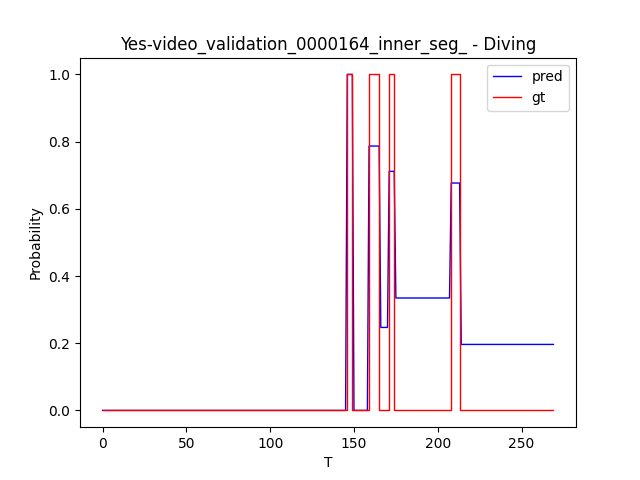 Yes-video_validation_0000164_inner_seg_ - Diving
pred
gt
1.0
0.8
0.6
0.4
0.2
0.0
Probability
0 50 100 150 200 250
T